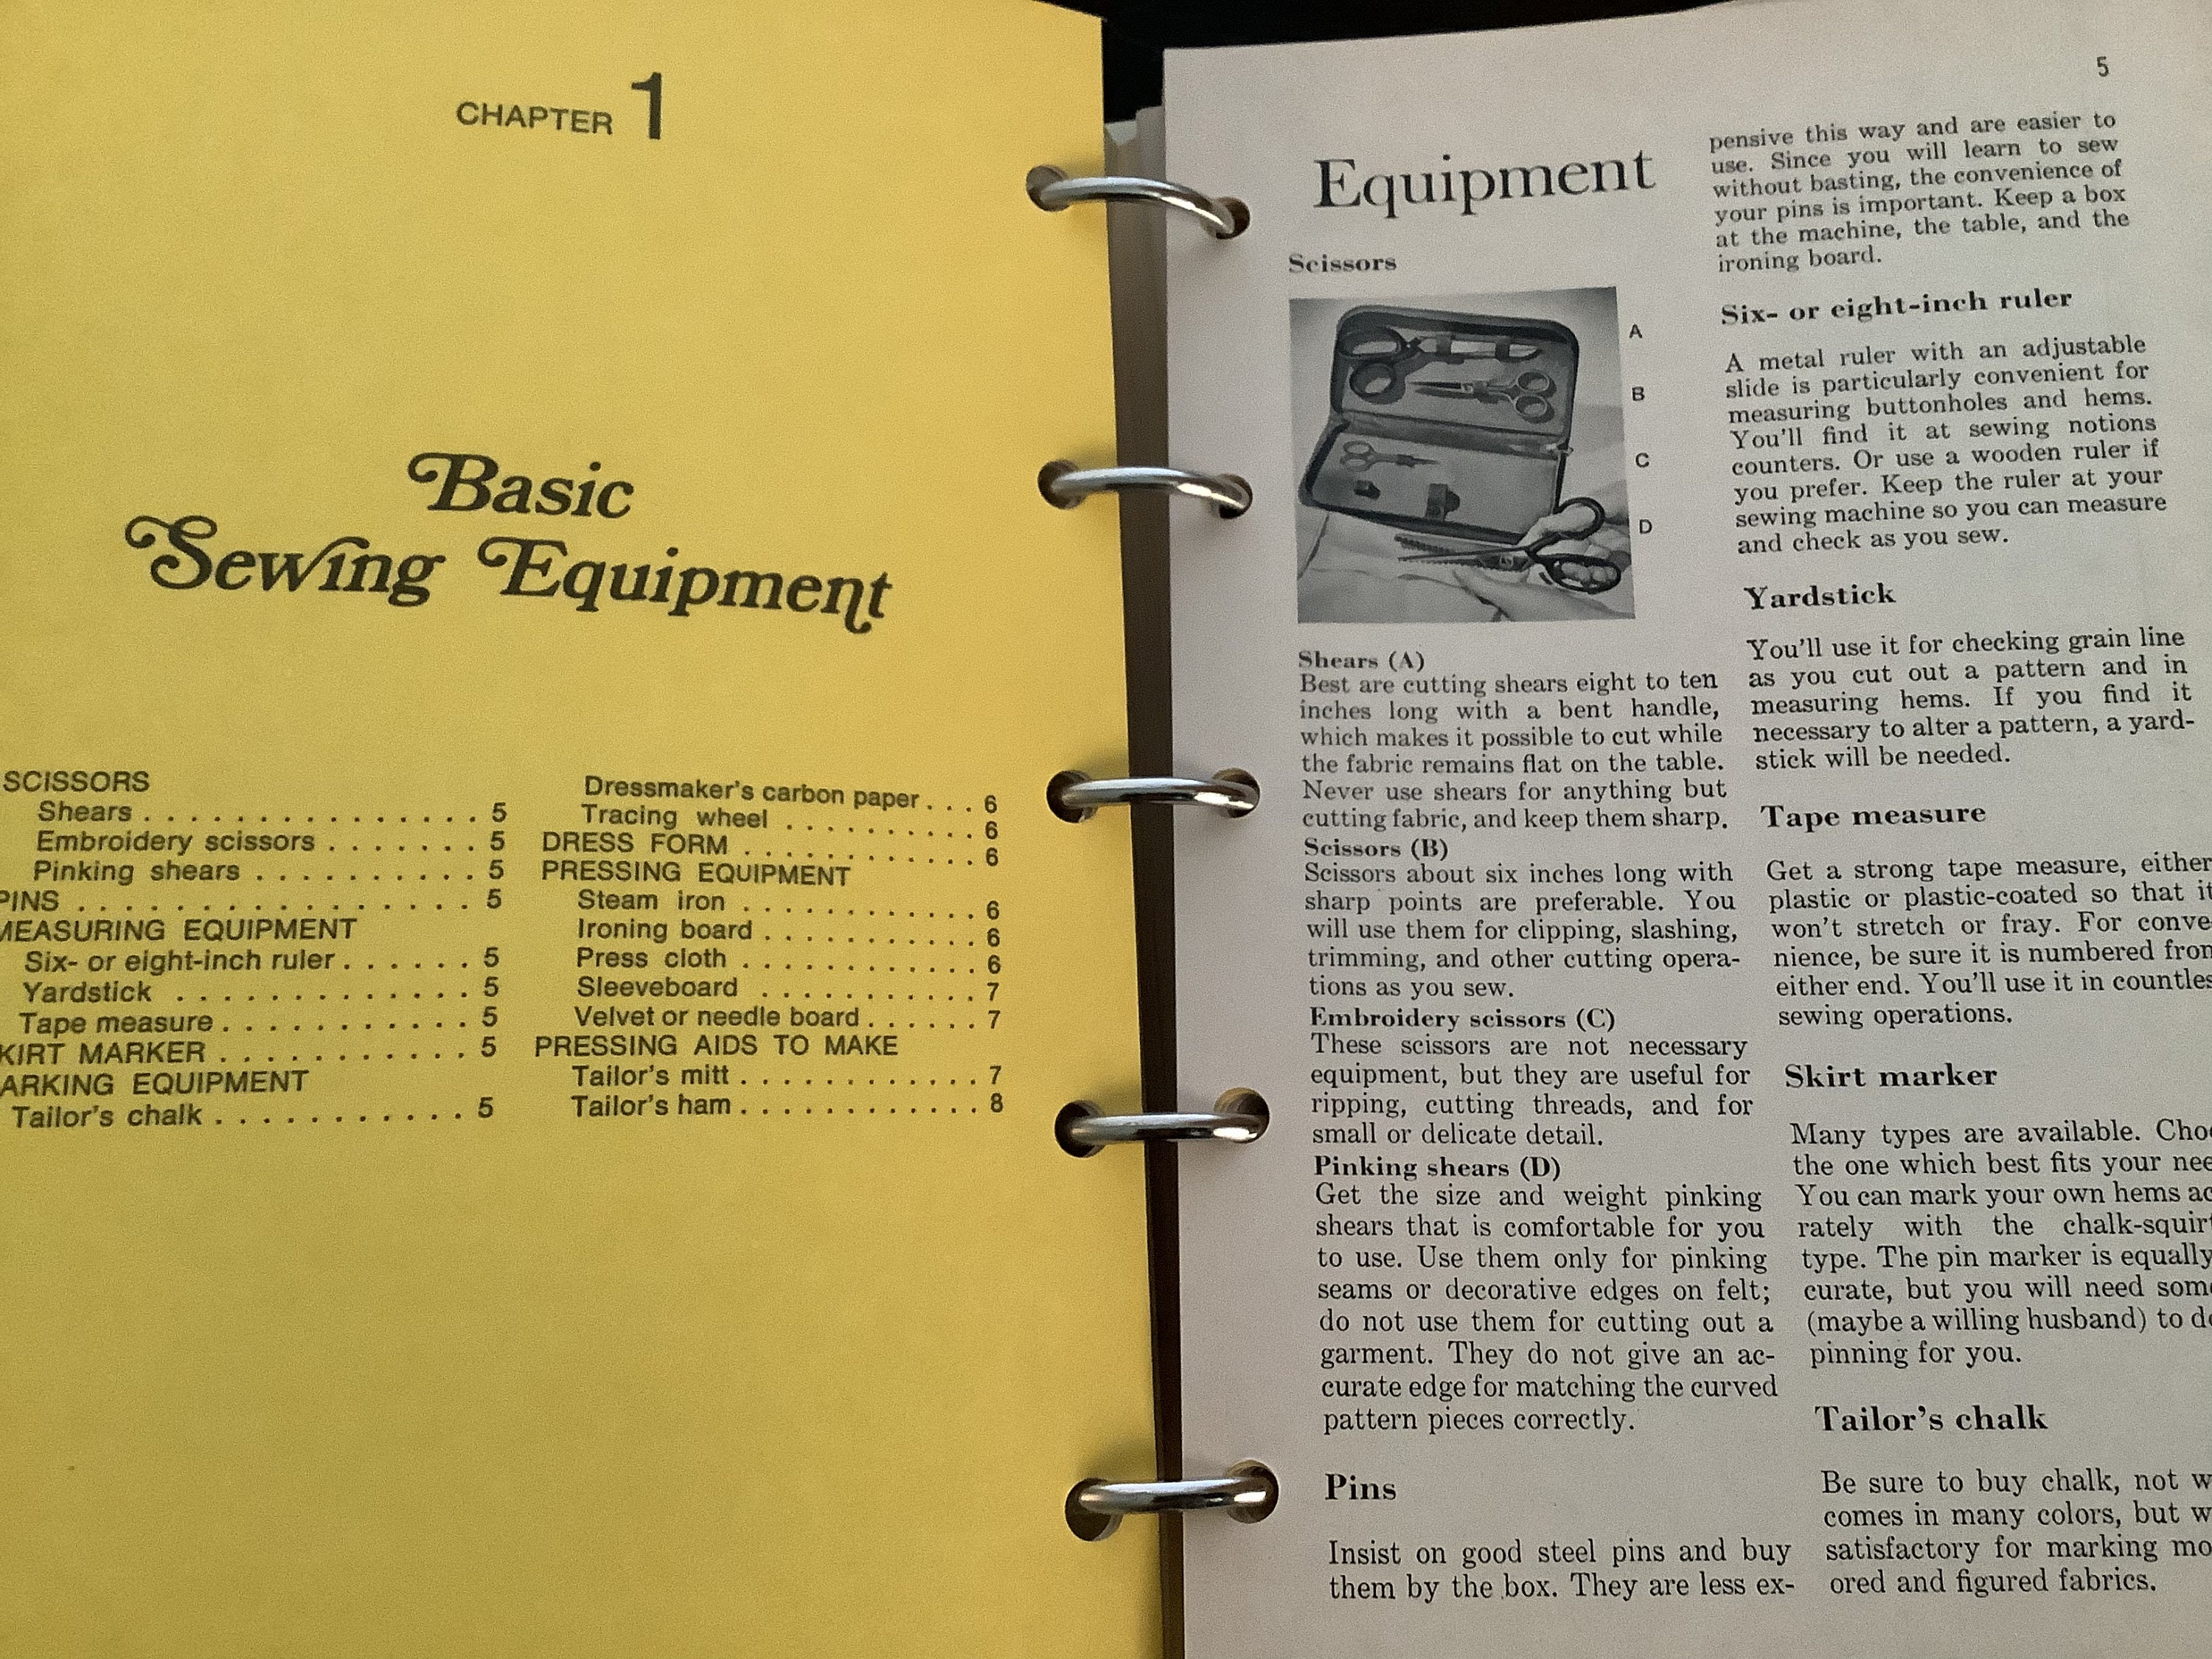 CHAPTER 1
Basic
Sewing Equipment
SCISSORS
Shears . . . . . . . . . . . . . . . . 5
Embroidery scissors . . . . . . . 5
Pinking shears . . . . . . . . . . 5
PINS . . . . . . . . . . . . . . . . . 5
MEASURING EQUIPMENT
Six- or eight-inch ruler . . . . . . 5
Yardstick . . . . . . . . . . . . . 5
Tape measure . . . . . . . . . . . 5
KIRT MARKER . . . . . . . . . . . 5
ARKING EQUIPMENT
Tailor's chalk . . . . . . . . . . . 5
Dressmaker's carbon paper . . . 6
Tracing wheel . . . . . . . . . . 6
DRESS FORM . . . . . . . . . . . . 6
PRESSING EQUIPMENT
Steam iron . . . . . . . . . . . . 6
Ironing board . . . . . . . . . . . 6
Press cloth . . . . . . . . . . . . 6
Sleeveboard . . . . . . . . . . . 7
Velvet or needle board . . . . . . 7
PRESSING AIDS TO MAKE
Tailor's mitt . . . . . . . . . . . . 7
Tailor's ham . . . . . . . . . . . . 8
5
Equipment
Scissors
A
B
C
D
Shears (A)
Best are cutting shears eight to ten
inches long with a bent handle,
which makes it possible to cut while
the fabric remains flat on the table.
Never use shears for anything but
cutting fabric, and keep them sharp.
Scissors (B)
Scissors about six inches long with
sharp points are preferable. You
will use them for clipping, slashing,
trimming, and other cutting opera-
tions as you sew.
Embroidery scissors (C)
These scissors are not necessary
equipment, but they are useful for
ripping, cutting threads, and for
small or delicate detail.
Pinking shears (D)
Get the size and weight pinking
shears that is comfortable for you
to use. Use them only for pinking
seams or decorative edges on felt;
do not use them for cutting out a
garment. They do not give an ac-
curate edge for matching the curved
pattern pieces correctly.
Pins
Insist on good steel pins and buy
them by the box. They are less ex-
pensive this way and are easier to
use. Since you will learn to sew
without basting, the convenience of
your pins is important. Keep a box
at the machine, the table, and the
ironing board.
Six- or eight-inch ruler
A metal ruler with an adjustable
slide is particularly convenient for
measuring buttonholes and hems.
You'll find it at sewing notions
counters. Or use a wooden ruler if
you prefer. Keep the ruler at your
sewing machine so you can measure
and check as you sew.
Yardstick
You'll use it for checking grain line
as you cut out a pattern and in
measuring hems. If you find it
necessary to alter a pattern, a yard-
stick will be needed.
Tape measure
Get a strong tape measure, either
plastic or plastic-coated so that it
won't stretch or fray. For conve
nience, be sure it is numbered from
either end. You'll use it in countles
sewing operations.
Skirt marker
Many types are available. Choo
the one which best fits your nee
You can mark your own hems ac
rately with the chalk-squirt
type. The pin marker is equally
curate, but you will need some
(maybe a willing husband) to do
pinning for you.
Tailor's chalk
Be sure to buy chalk, not w
comes in many colors, but w
satisfactory for marking mo
ored and figured fabrics.